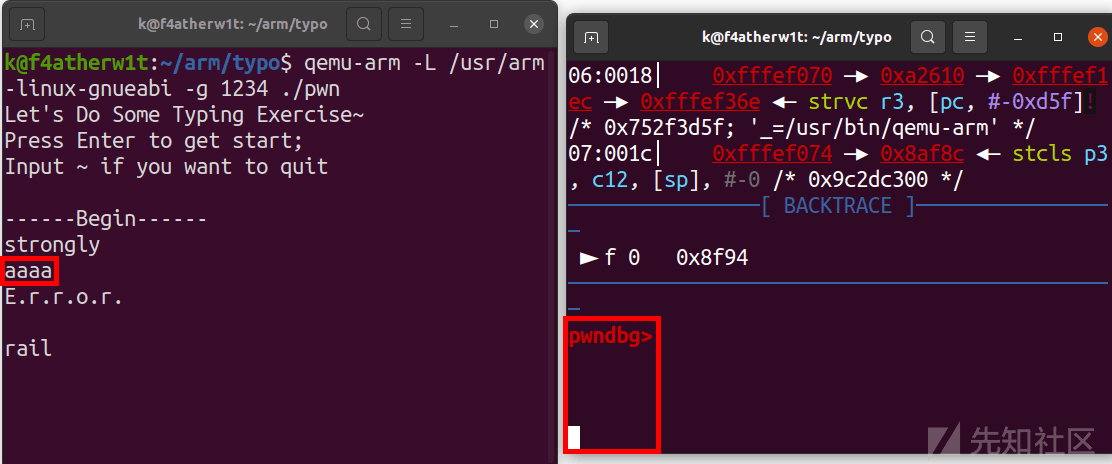 k@f4atherw1t: ~/arm/typo
k@f4atherw1t:~/arm/typo$ qemu-arm -L /usr/arm
-linux-gnueabi -g 1234 ./pwn
Let's Do Some Typing Exercise~
Press Enter to get start;
Input ~ if you want to quit
------Begin------
strongly
aaaa
E.r.r.o.r.
rail
k@f4atherw1t: ~/arm/typo
06:0018│ 0xfffef070 —▸ 0xa2610 —▸ 0xfffef1
ec —▸ 0xfffef36e ◂— strvc r3, [pc, #-0xd5f]!
/* 0x752f3d5f; '_=/usr/bin/qemu-arm' */
07:001c│ 0xfffef074 —▸ 0x8af8c ◂— stcls p3
, c12, [sp], #-0 /* 0x9c2dc300 */
[ BACKTRACE ]
► f 0 0x8f94
pwndbg>
先知社区